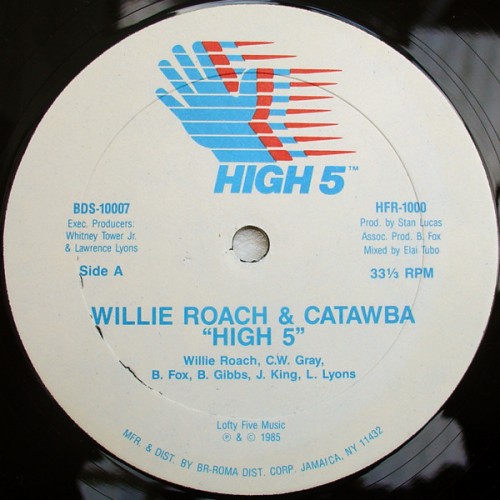 HIGH 5™
BDS-10007
Exec. Producers:
Whitney Tower Jr.
& Lawrence Lyons
Side A
HFR-1000
Prod. by Stan Lucas
Assoc. Prod. B. Fox
Mixed by Elai Tubo
33⅓ RPM
WILLIE ROACH & CATAWBA
“HIGH 5”
Willie Roach, C.W. Gray,
B. Fox, B. Gibbs, J. King, L. Lyons
Lofty Five Music
℗ & © 1985
MFR. & DIST. BY BR-ROMA DIST. CORP. JAMAICA, NY 11432